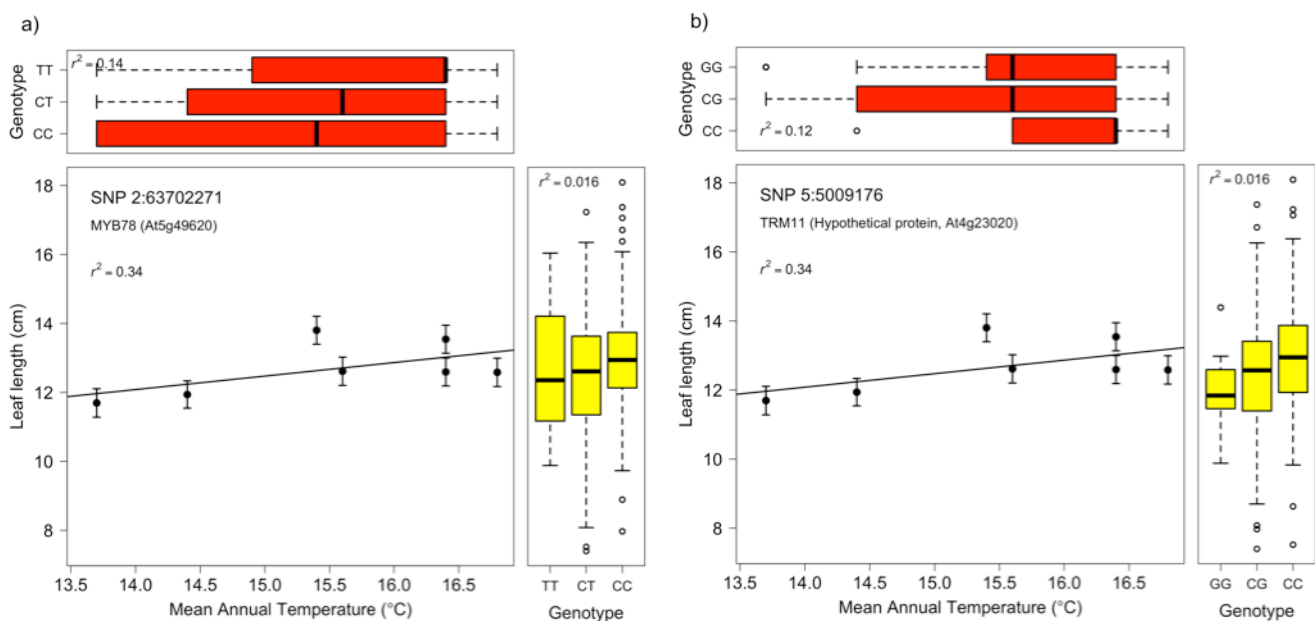 a)
Genotype
TT
CT
CC
r² = 0.14
SNP 2:63702271
MYB78 (At5g49620)
r² = 0.34
Leaf length (cm)
18
16
14
12
10
8
13.5 14.0 14.5 15.0 15.5 16.0 16.5
Mean Annual Temperature (°C)
r² = 0.016
TT CT CC
Genotype
b)
Genotype
GG
CG
CC
r² = 0.12
SNP 5:5009176
TRM11 (Hypothetical protein, At4g23020)
r² = 0.34
Leaf length (cm)
18
16
14
12
10
8
13.5 14.0 14.5 15.0 15.5 16.0 16.5
Mean Annual Temperature (°C)
r² = 0.016
GG CG CC
Genotype